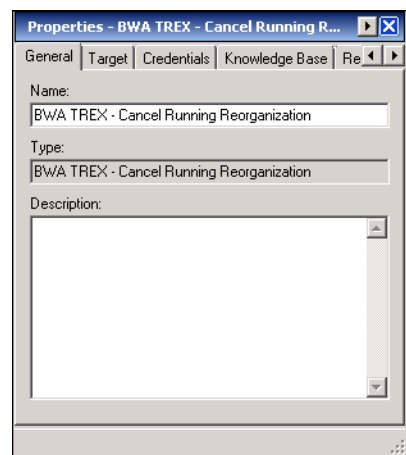 Properties - BWA TREX - Cancel Running R...
General Target Credentials Knowledge Base Re
Name:
BWA TREX - Cancel Running Reorganization
Type:
BWA TREX - Cancel Running Reorganization
Description: